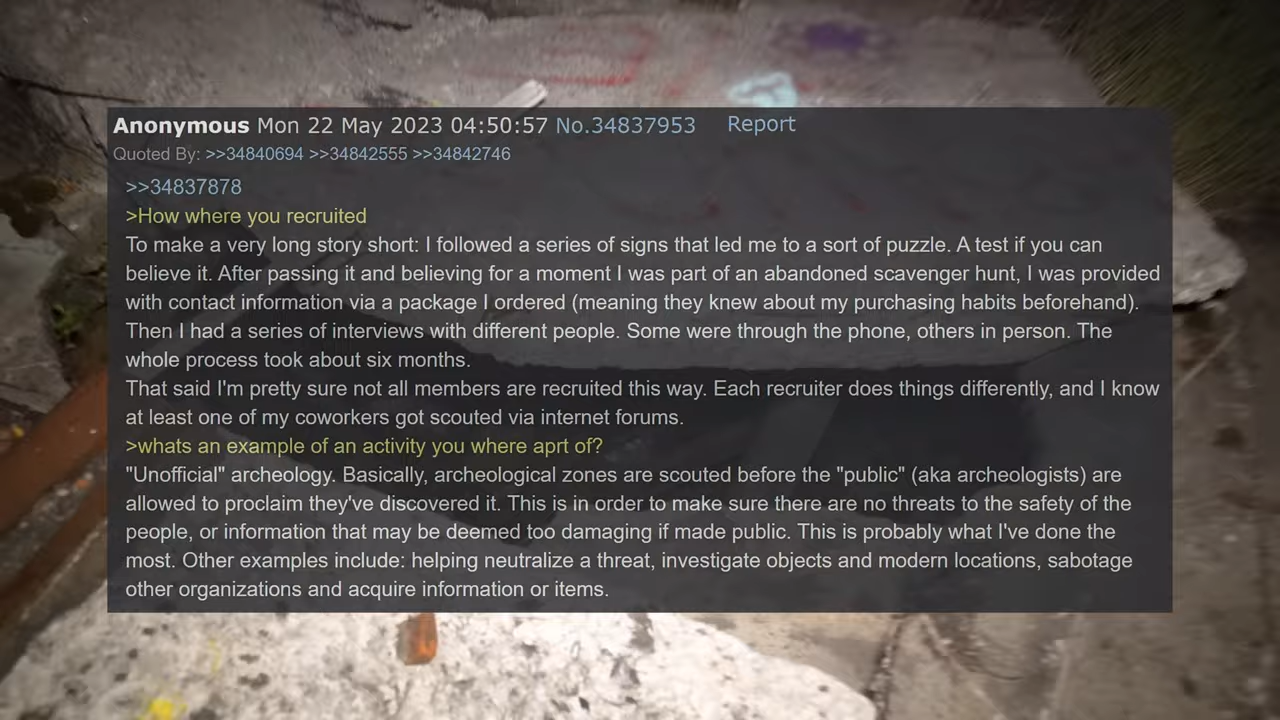 Anonymous Mon 22 May 2023 04:50:57 No.34837953 Report
Quoted By: >>34840694 >>34842555 >>34842746
>>34837878
>How where you recruited
To make a very long story short: I followed a series of signs that led me to a sort of puzzle. A test if you can
believe it. After passing it and believing for a moment I was part of an abandoned scavenger hunt, I was provided
with contact information via a package I ordered (meaning they knew about my purchasing habits beforehand).
Then I had a series of interviews with different people. Some were through the phone, others in person. The
whole process took about six months.
That said I'm pretty sure not all members are recruited this way. Each recruiter does things differently, and I know
at least one of my coworkers got scouted via internet forums.
>whats an example of an activity you where aprt of?
"Unofficial" archeology. Basically, archeological zones are scouted before the "public" (aka archeologists) are
allowed to proclaim they've discovered it. This is in order to make sure there are no threats to the safety of the
people, or information that may be deemed too damaging if made public. This is probably what I've done the
most. Other examples include: helping neutralize a threat, investigate objects and modern locations, sabotage
other organizations and acquire information or items.